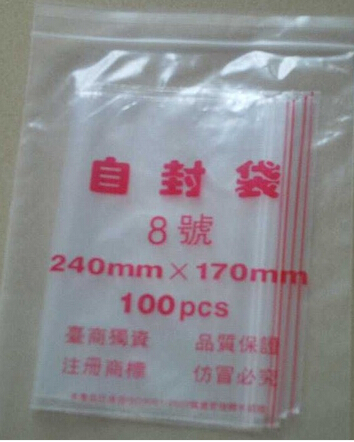 自封袋
8號
240mm×170mm
100pcs
臺商獨資 品質保證
注冊商標 仿冒必究